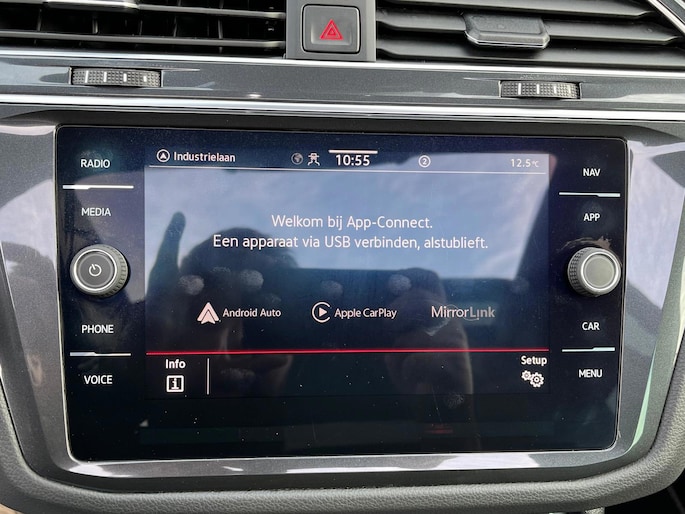 RADIO
MEDIA
PHONE
VOICE
Industrielaan
10:55
2
12.5°C
Welkom bij App-Connect.
Een apparaat via USB verbinden, alstublieft.
Android Auto
Apple CarPlay
MirrorLink
Info
Setup
NAV
APP
CAR
MENU